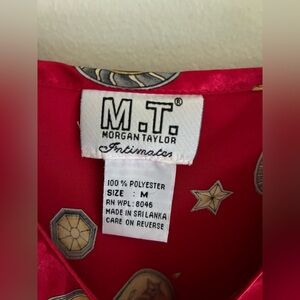 M.T.®
MORGAN TAYLOR
Intimates
100 % POLYESTER
SIZE : M
RN WPL: 8046
MADE IN SRI LANKA
CARE ON REVERSE